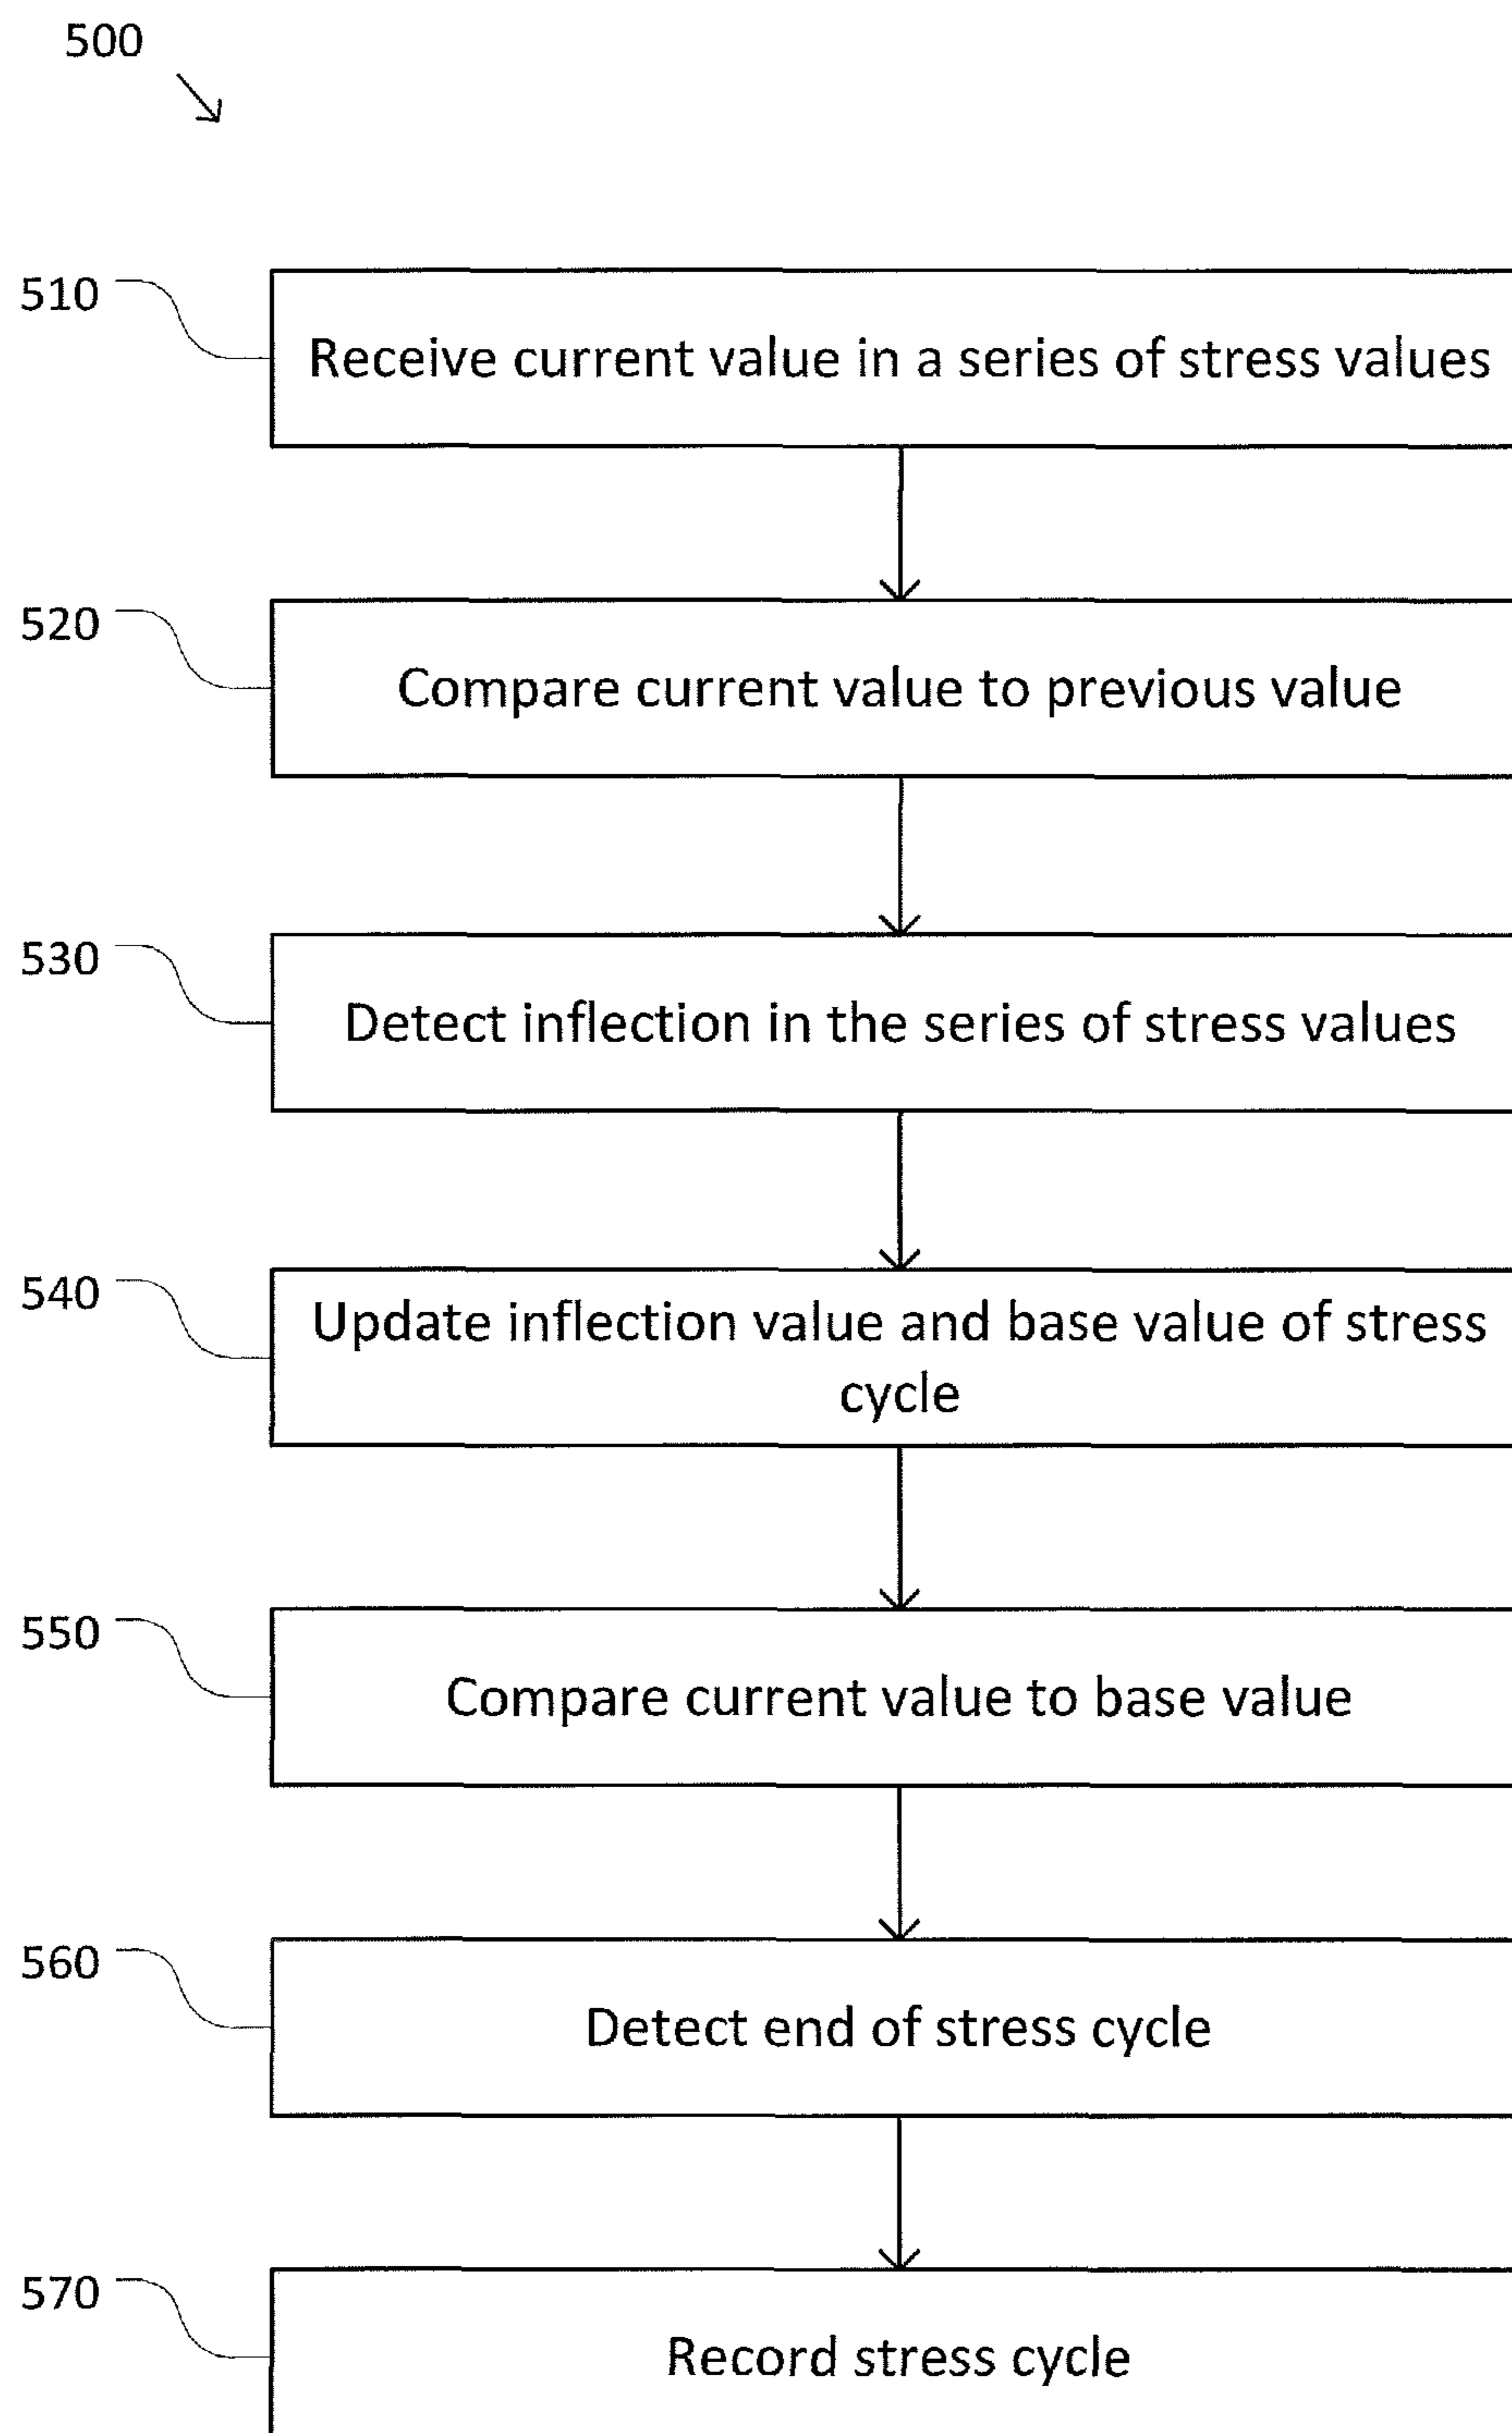 500
510
Receive current value in a series of stress values
520
Compare current value to previous value
530
Detect inflection in the series of stress values
540
Update inflection value and base value of stress
cycle
550
Compare current value to base value
560
Detect end of stress cycle
570
Record stress cycle